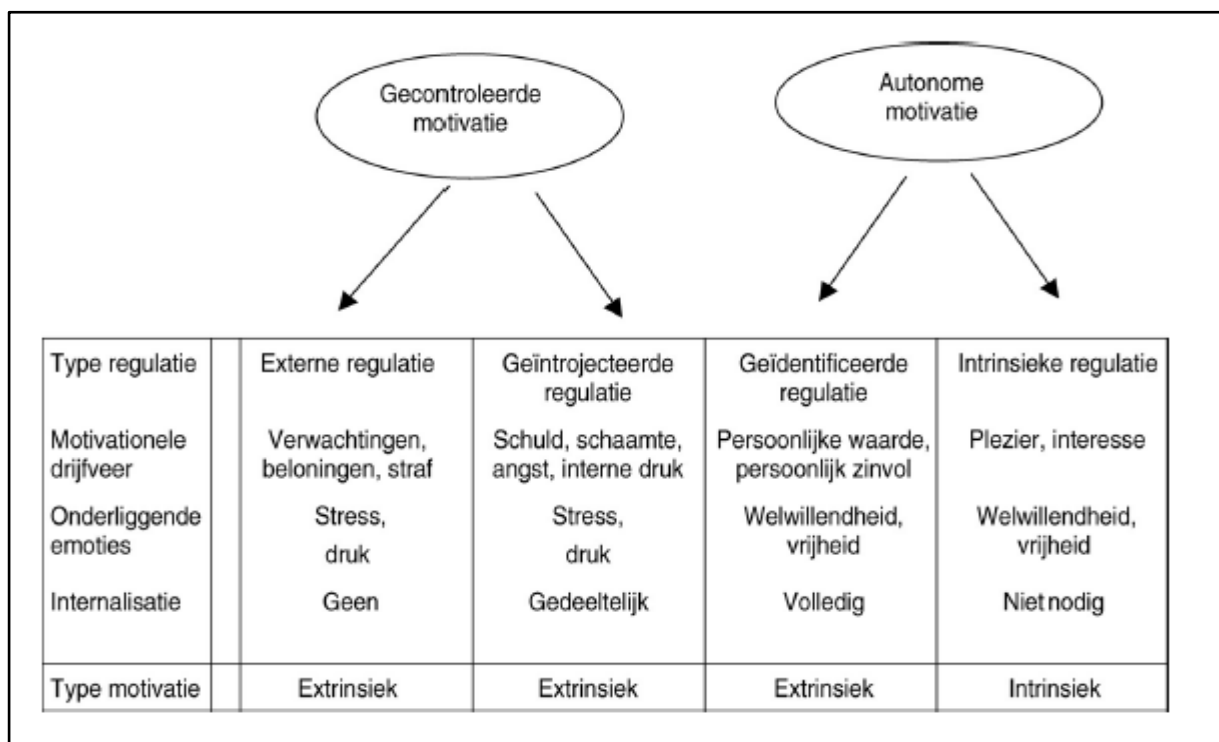 Gecontroleerde
motivatie
Autonome
motivatie
Type regulatie
Externe regulatie
Geïntrojecteerde
regulatie
Geïdentificeerde
regulatie
Intrinsieke regulatie
Motivationele
drijfveer
Verwachtingen,
beloningen, straf
Schuld, schaamte,
angst, interne druk
Persoonlijke waarde,
persoonlijk zinvol
Plezier, interesse
Onderliggende
emoties
Stress,
druk
Stress,
druk
Welwillendheid,
vrijheid
Welwillendheid,
vrijheid
Internalisatie
Geen
Gedeeltelijk
Volledig
Niet nodig
Type motivatie
Extrinsiek
Extrinsiek
Extrinsiek
Intrinsiek